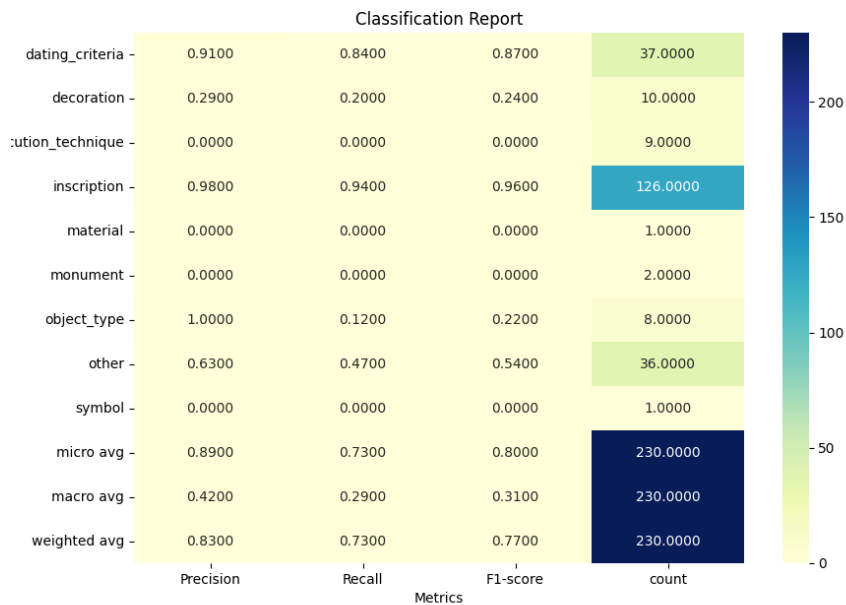 Classification Report
dating_criteria 0.9100 0.8400 0.8700 37.0000
decoration 0.2900 0.2000 0.2400 10.0000
cution_technique 0.0000 0.0000 0.0000 9.0000
inscription 0.9800 0.9400 0.9600 126.0000
material 0.0000 0.0000 0.0000 1.0000
monument 0.0000 0.0000 0.0000 2.0000
object_type 1.0000 0.1200 0.2200 8.0000
other 0.6300 0.4700 0.5400 36.0000
symbol 0.0000 0.0000 0.0000 1.0000
micro avg 0.8900 0.7300 0.8000 230.0000
macro avg 0.4200 0.2900 0.3100 230.0000
weighted avg 0.8300 0.7300 0.7700 230.0000
Precision Recall F1-score count
Metrics
200
150
100
50
0